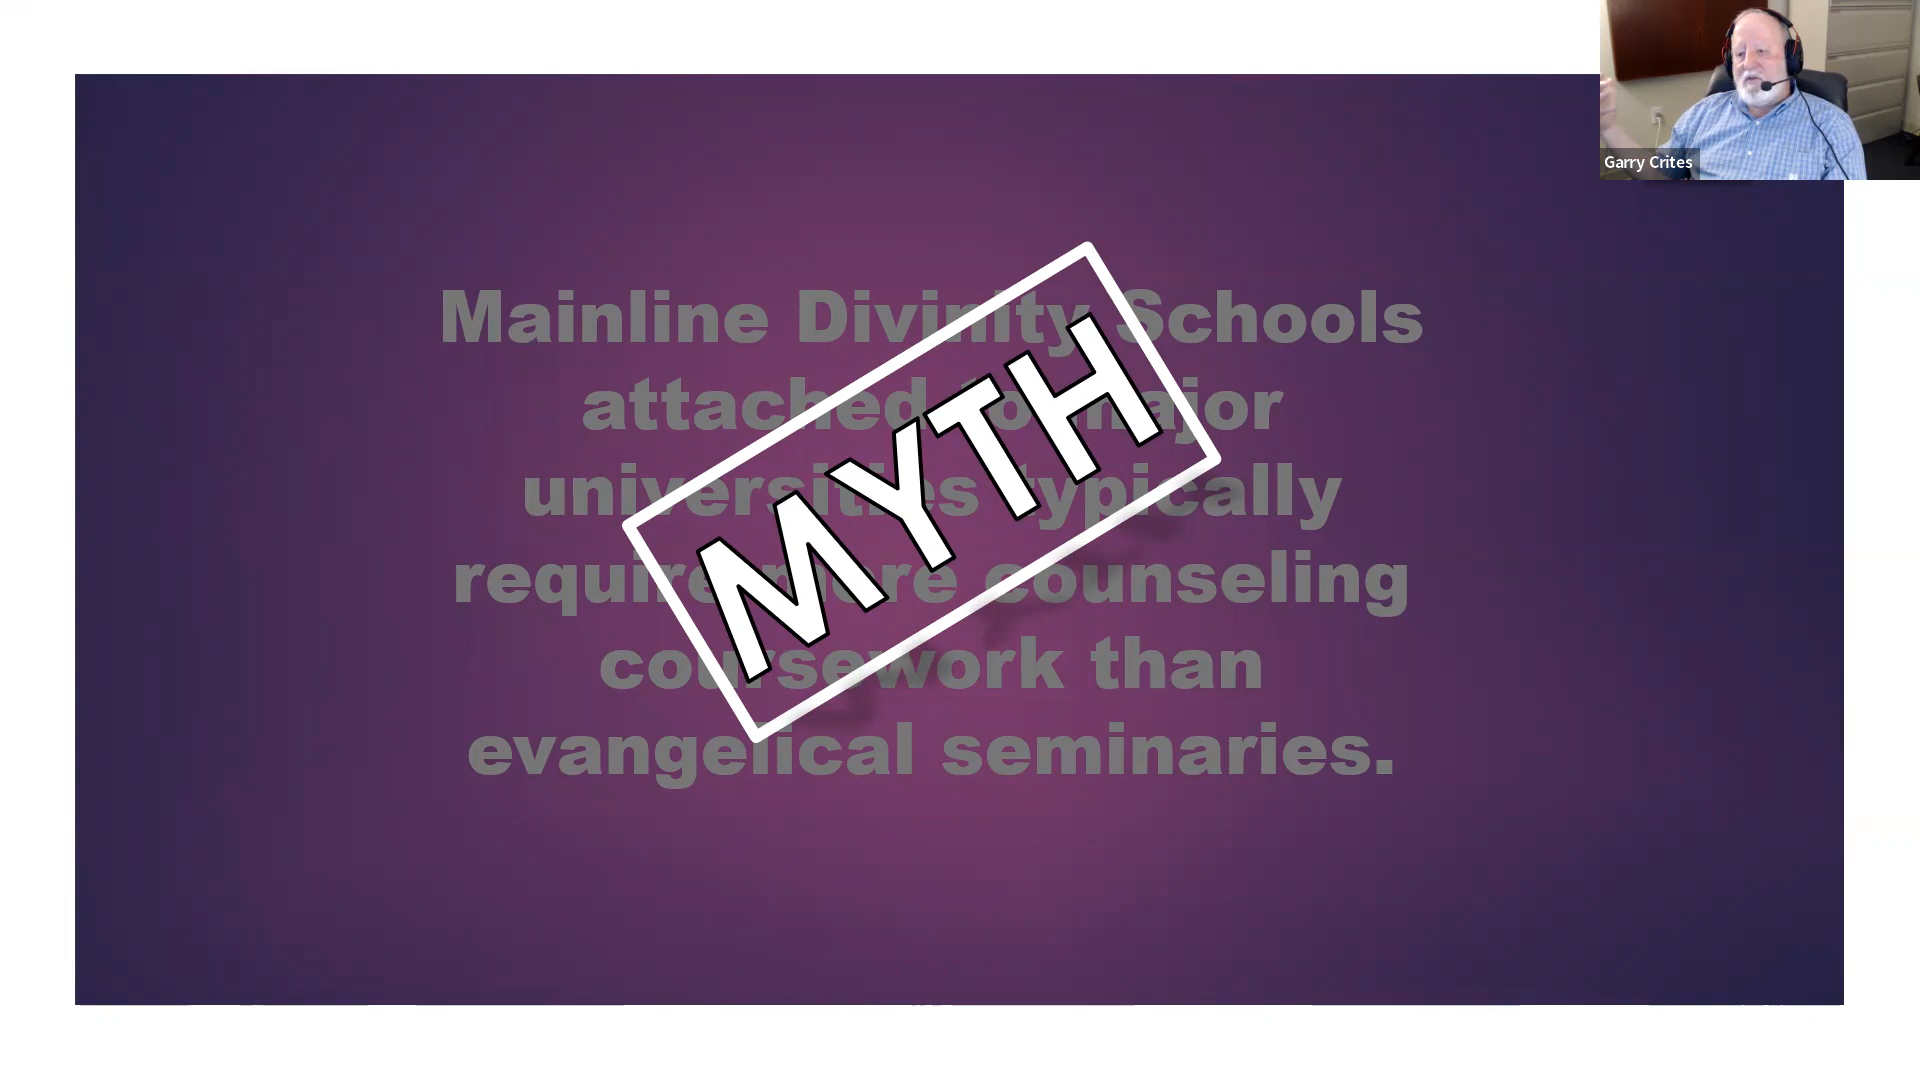 Garry Crites
Mainline Divinity Schools
attached to major
universities typically
require more counseling
coursework than
evangelical seminaries.
MYTH